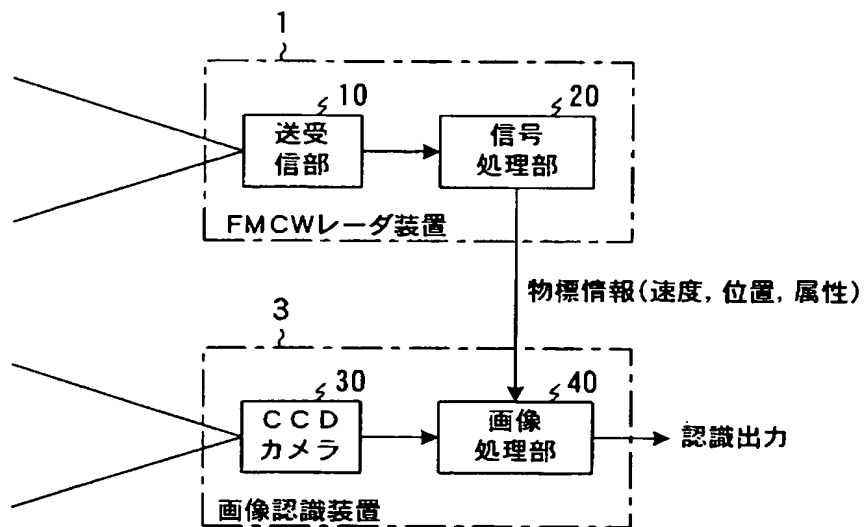 1
10
20
送受
信部
信号
処理部
FMCWレーダ装置
物標情報(速度, 位置, 属性)
3
30
40
CCD
カメラ
画像
処理部
認識出力
画像認識装置